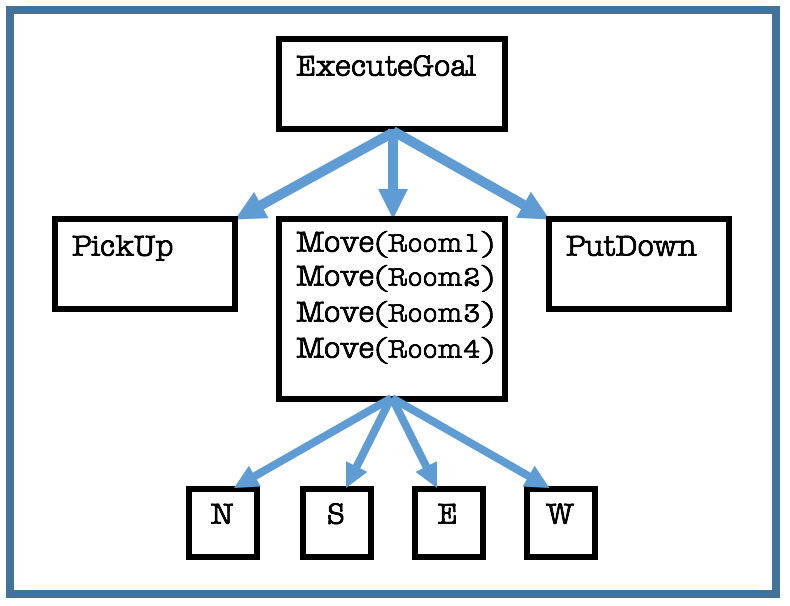 ExecuteGoal
PickUp
Move(Room1)
Move(Room2)
Move(Room3)
Move(Room4)
PutDown
N
S
E
W